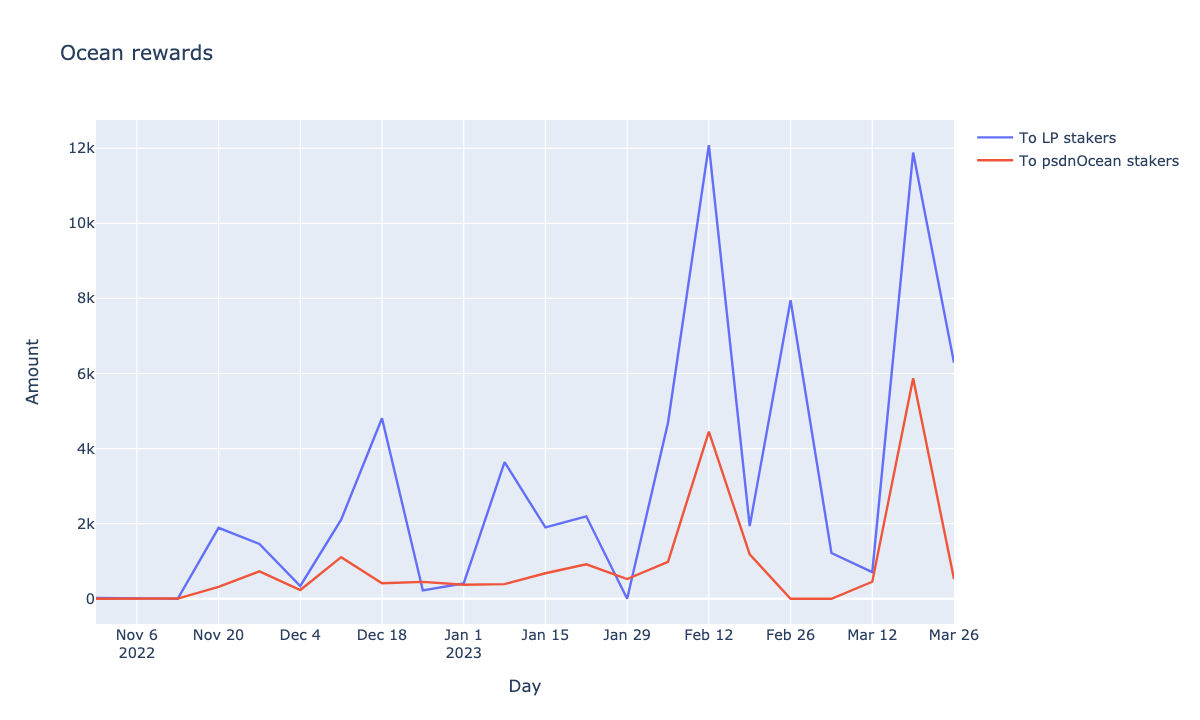 Ocean rewards
To LP stakers
To psdnOcean stakers
12k
10k
8k
6k
4k
2k
0
Amount
Nov 6
2022
Nov 20
Dec 4
Dec 18
Jan 1
2023
Jan 15
Jan 29
Feb 12
Feb 26
Mar 12
Mar 26
Day